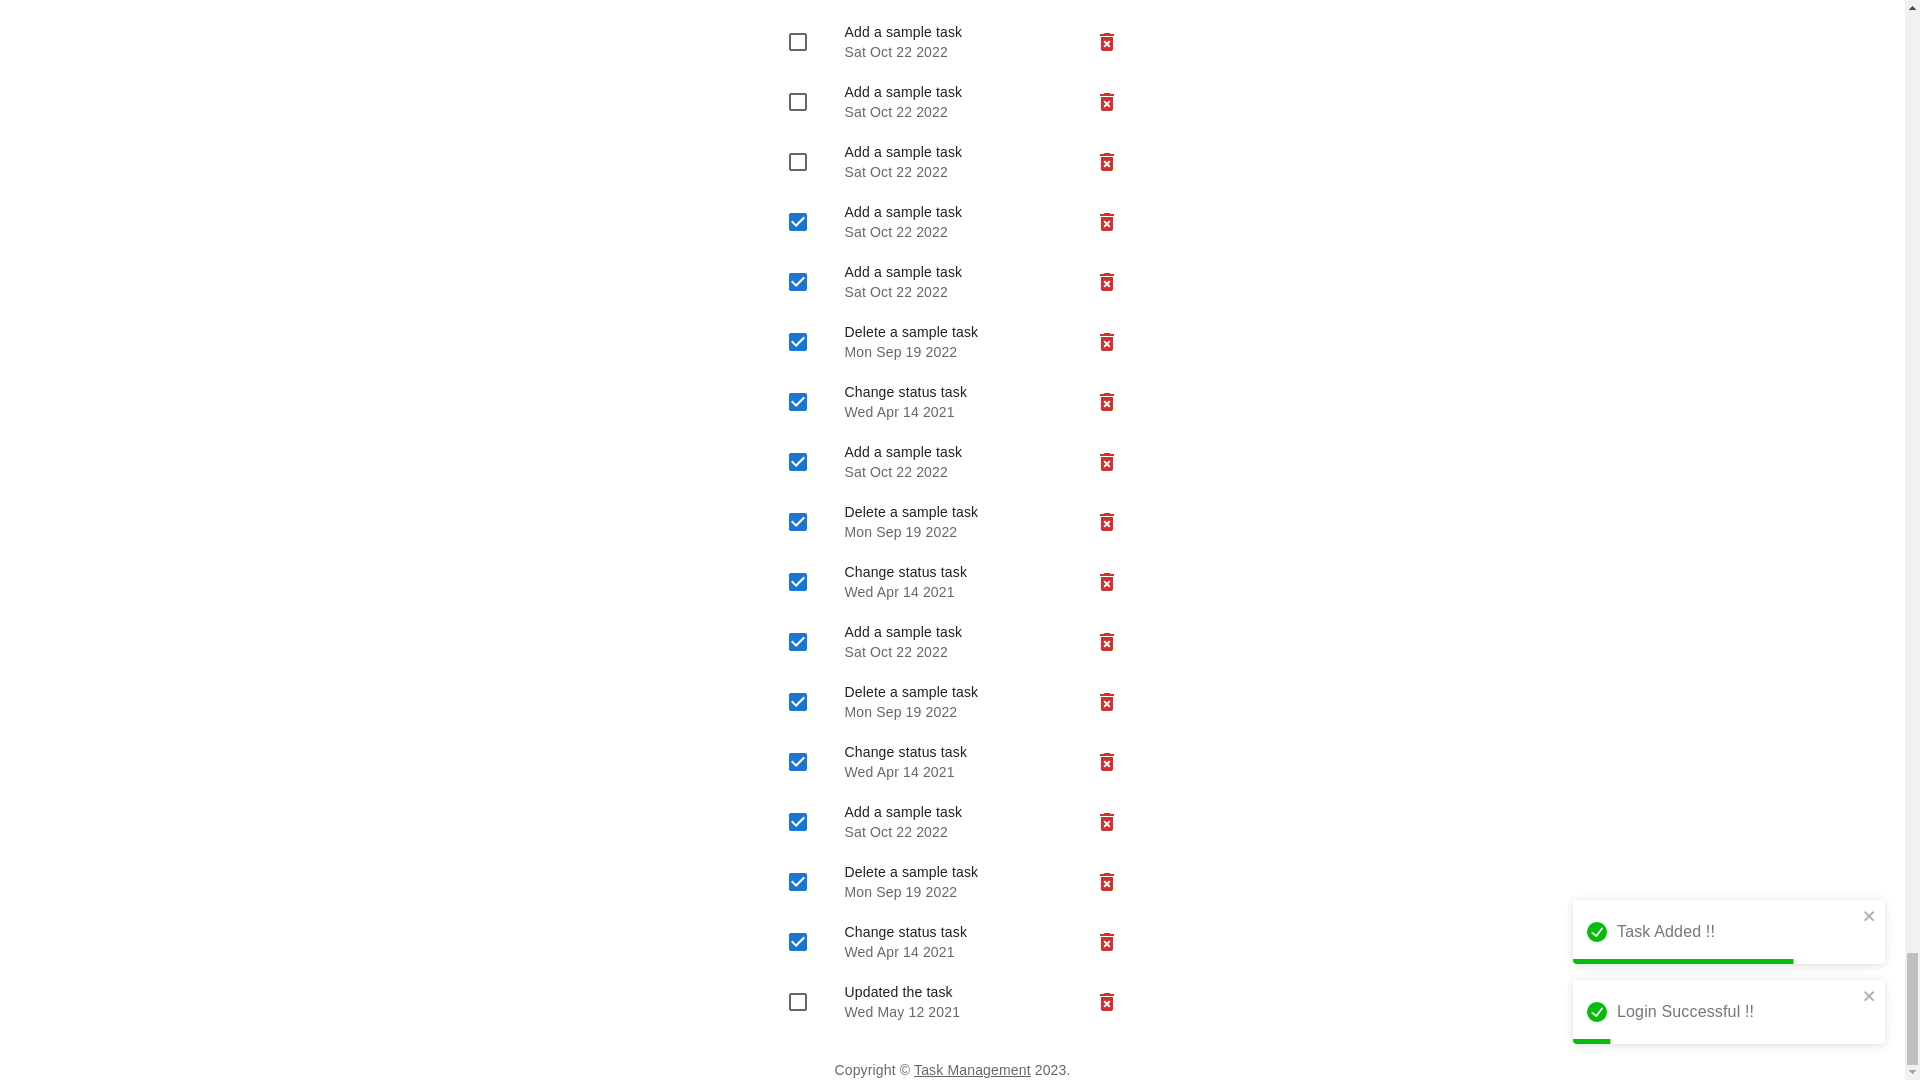 Add a sample task
Sat Oct 22 2022
Add a sample task
Sat Oct 22 2022
Add a sample task
Sat Oct 22 2022
Add a sample task
Sat Oct 22 2022
Add a sample task
Sat Oct 22 2022
Delete a sample task
Mon Sep 19 2022
Change status task
Wed Apr 14 2021
Add a sample task
Sat Oct 22 2022
Delete a sample task
Mon Sep 19 2022
Change status task
Wed Apr 14 2021
Add a sample task
Sat Oct 22 2022
Delete a sample task
Mon Sep 19 2022
Change status task
Wed Apr 14 2021
Add a sample task
Sat Oct 22 2022
Delete a sample task
Mon Sep 19 2022
Change status task
Wed Apr 14 2021
Updated the task
Wed May 12 2021
Task Added !!
Login Successful !!
Copyright © Task Management 2023.